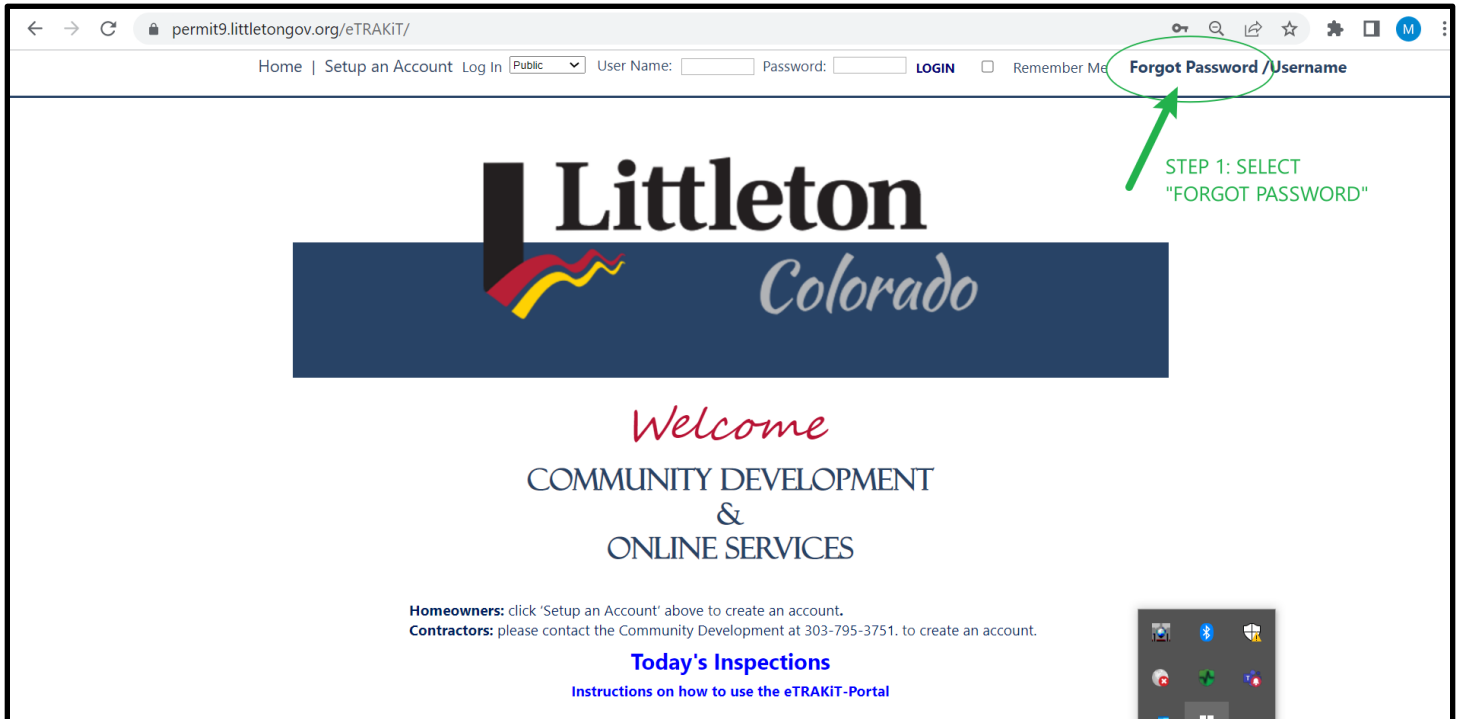 permit9.littletongov.org/eTRAKiT/
M
Home | Setup an Account Log In Public User Name: Password: LOGIN Remember Me Forgot Password /Username
STEP 1: SELECT
"FORGOT PASSWORD"
Littleton
Colorado
Welcome
COMMUNITY DEVELOPMENT
&
ONLINE SERVICES
Homeowners: click 'Setup an Account' above to create an account.
Contractors: please contact the Community Development at 303-795-3751. to create an account.
Today's Inspections
Instructions on how to use the eTRAKiT-Portal